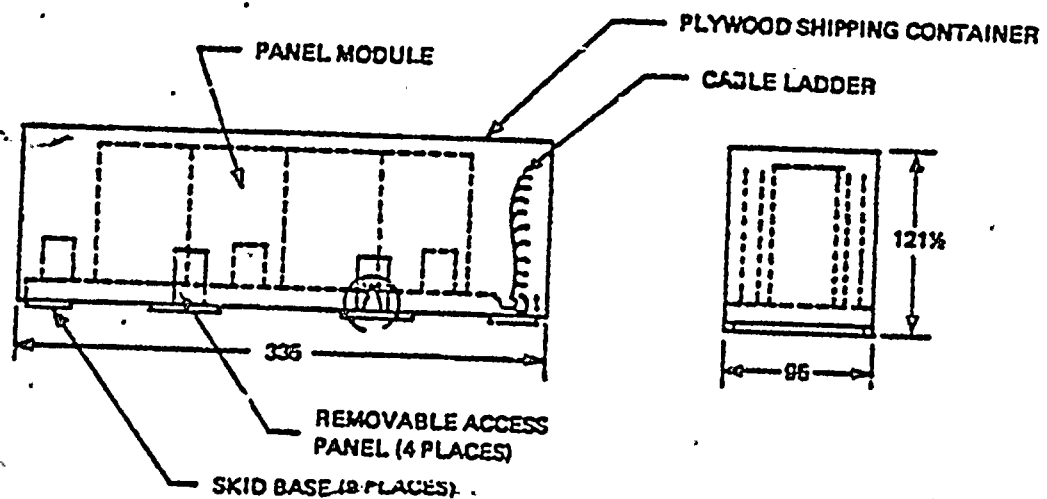 PLYWOOD SHIPPING CONTAINER
PANEL MODULE
CABLE LADDER
121½
335
96
REMOVABLE ACCESS
PANEL (4 PLACES)
SKID BASE (8 PLACES)